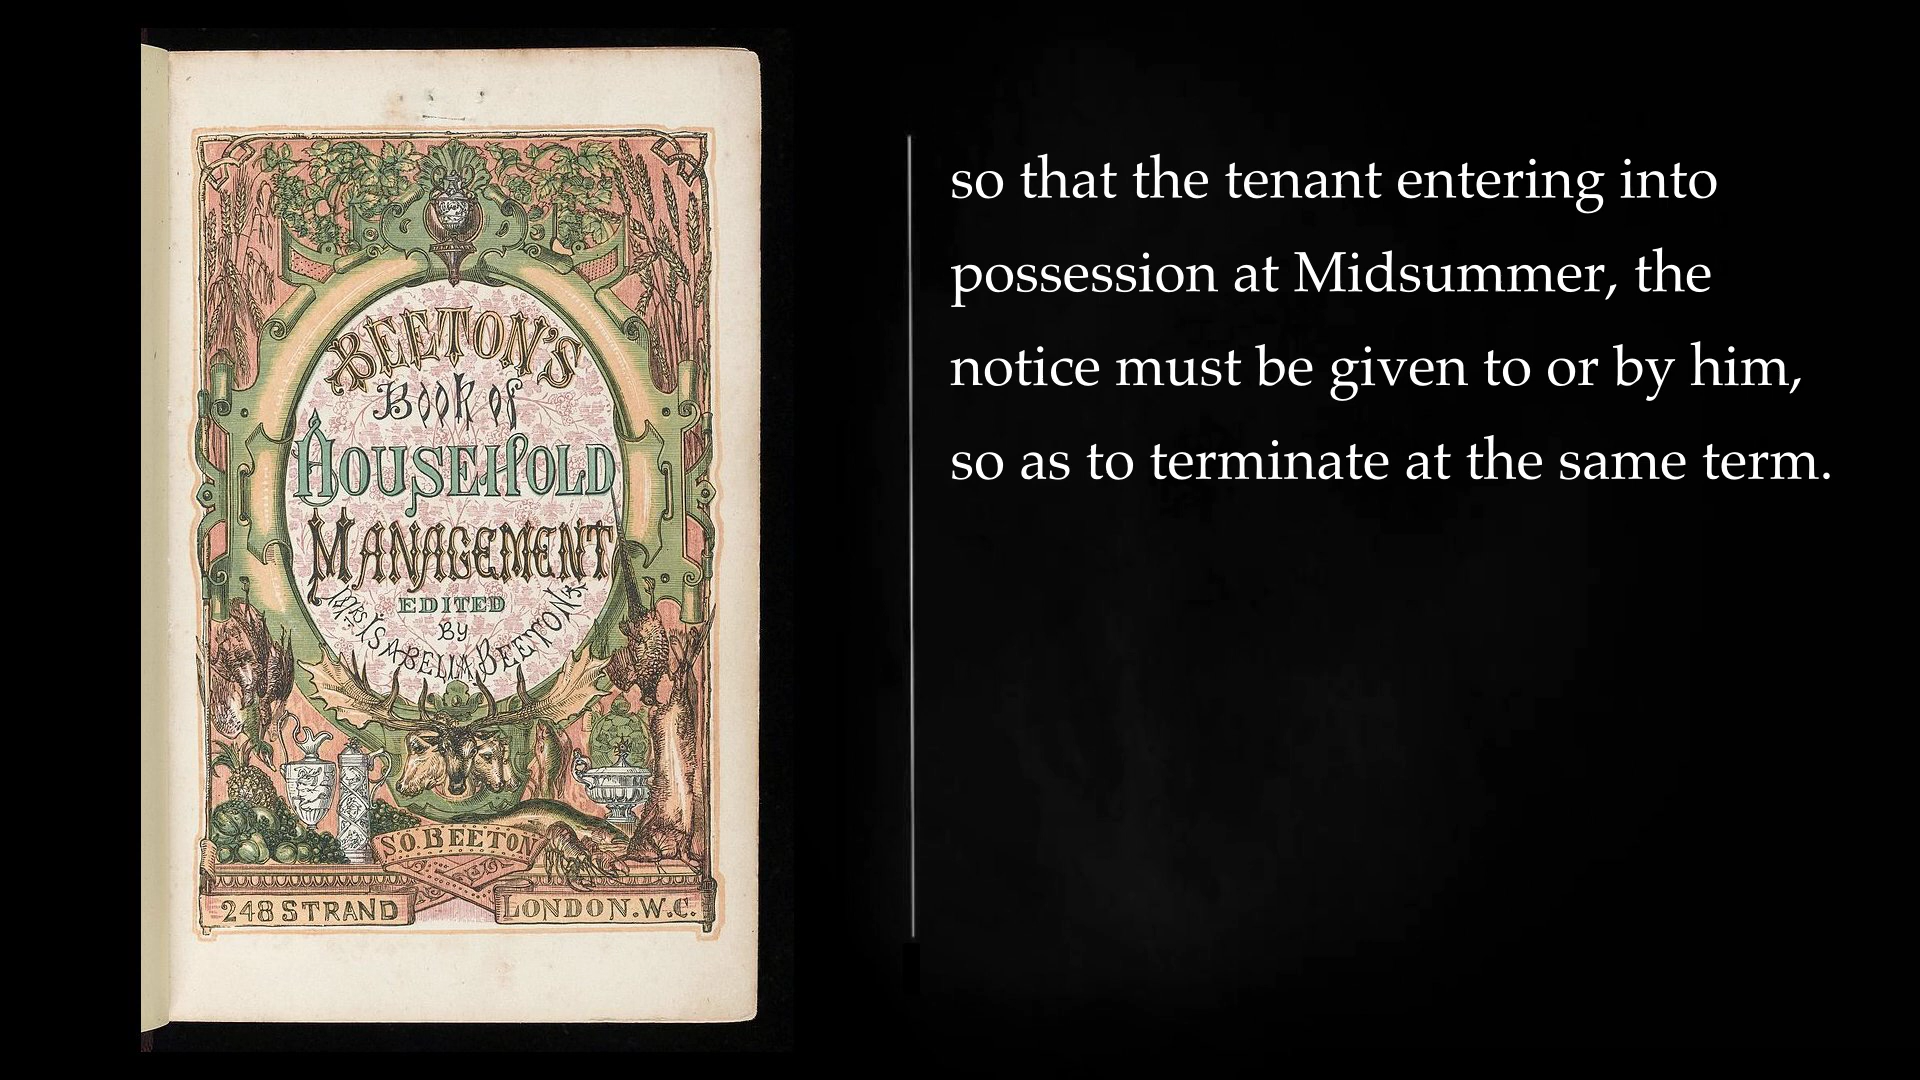 BEETON'S
Book of
HOUSEHOLD
MANAGEMENT
EDITED
BY
MRS ISABELLA BEETON
S.O. BEETON
248 STRAND
LONDON. W.C.
so that the tenant entering into
possession at Midsummer, the
notice must be given to or by him,
so as to terminate at the same term.